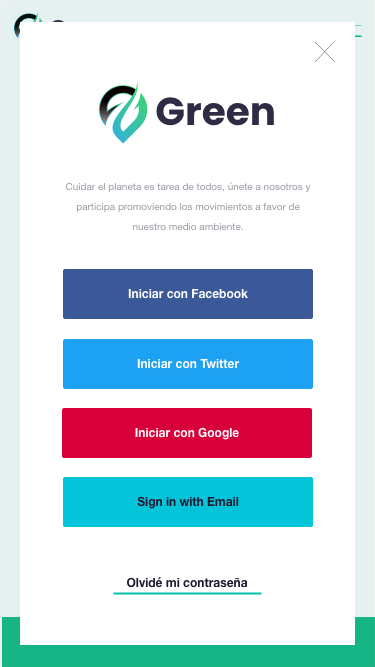 Green
Cuidar el planeta es tarea de todos, únete a nosotros y
participa promoviendo los movimientos a favor de
nuestro medio ambiente.
Iniciar con Facebook
Iniciar con Twitter
Iniciar con Google
Sign in with Email
Olvidé mi contraseña